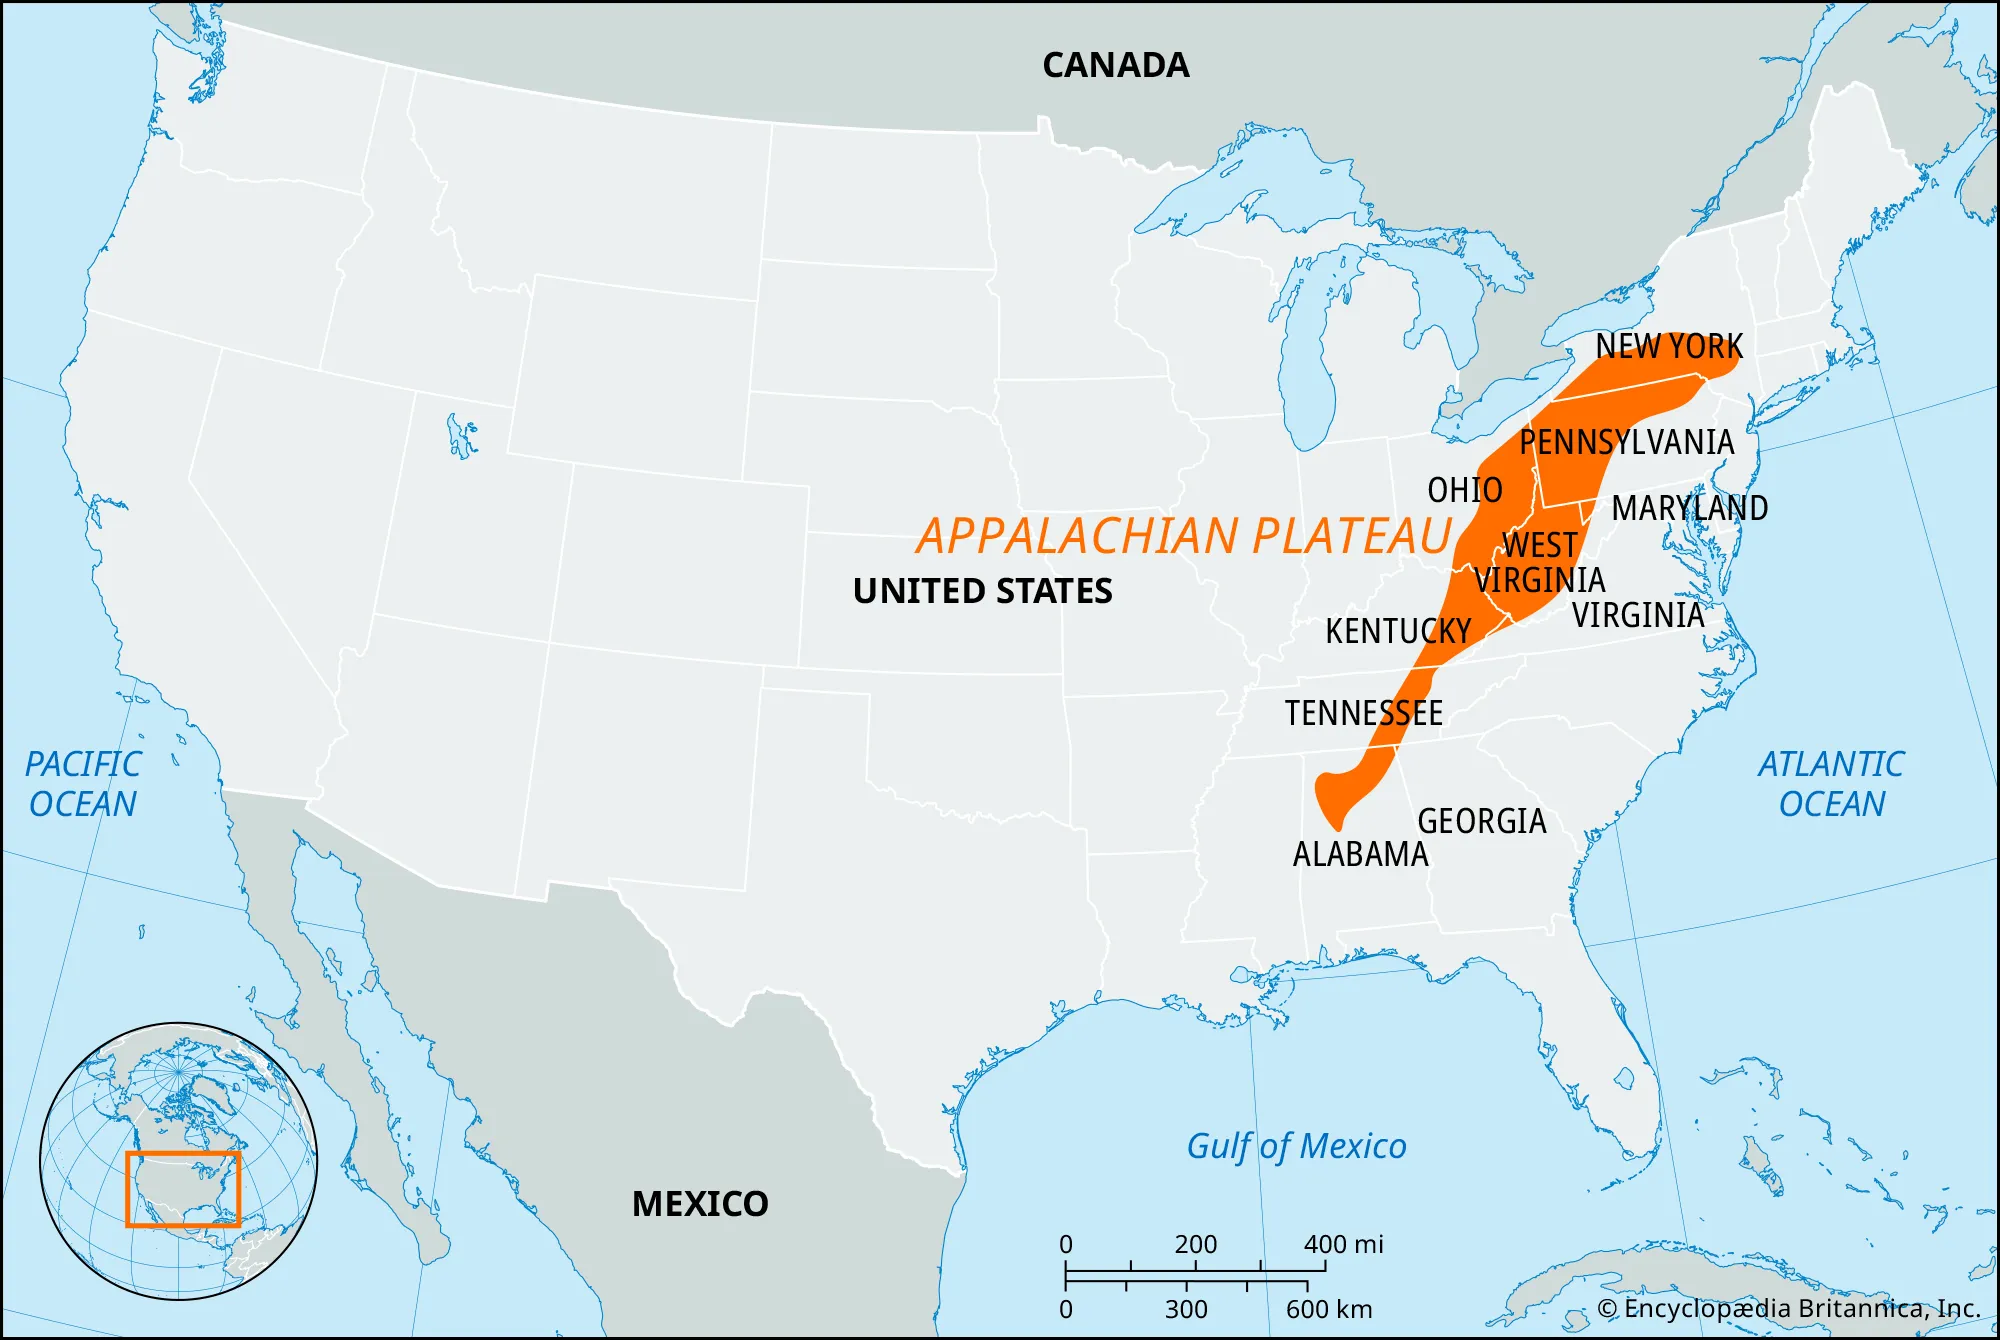 CANADA
NEW YORK
PENNSYLVANIA
OHIO
MARYLAND
APPALACHIAN PLATEAU
WEST
VIRGINIA
UNITED STATES
VIRGINIA
KENTUCKY
TENNESSEE
PACIFIC
OCEAN
ATLANTIC
OCEAN
GEORGIA
ALABAMA
Gulf of Mexico
MEXICO
0 200 400 mi
0 300 600 km
© Encyclopædia Britannica, Inc.